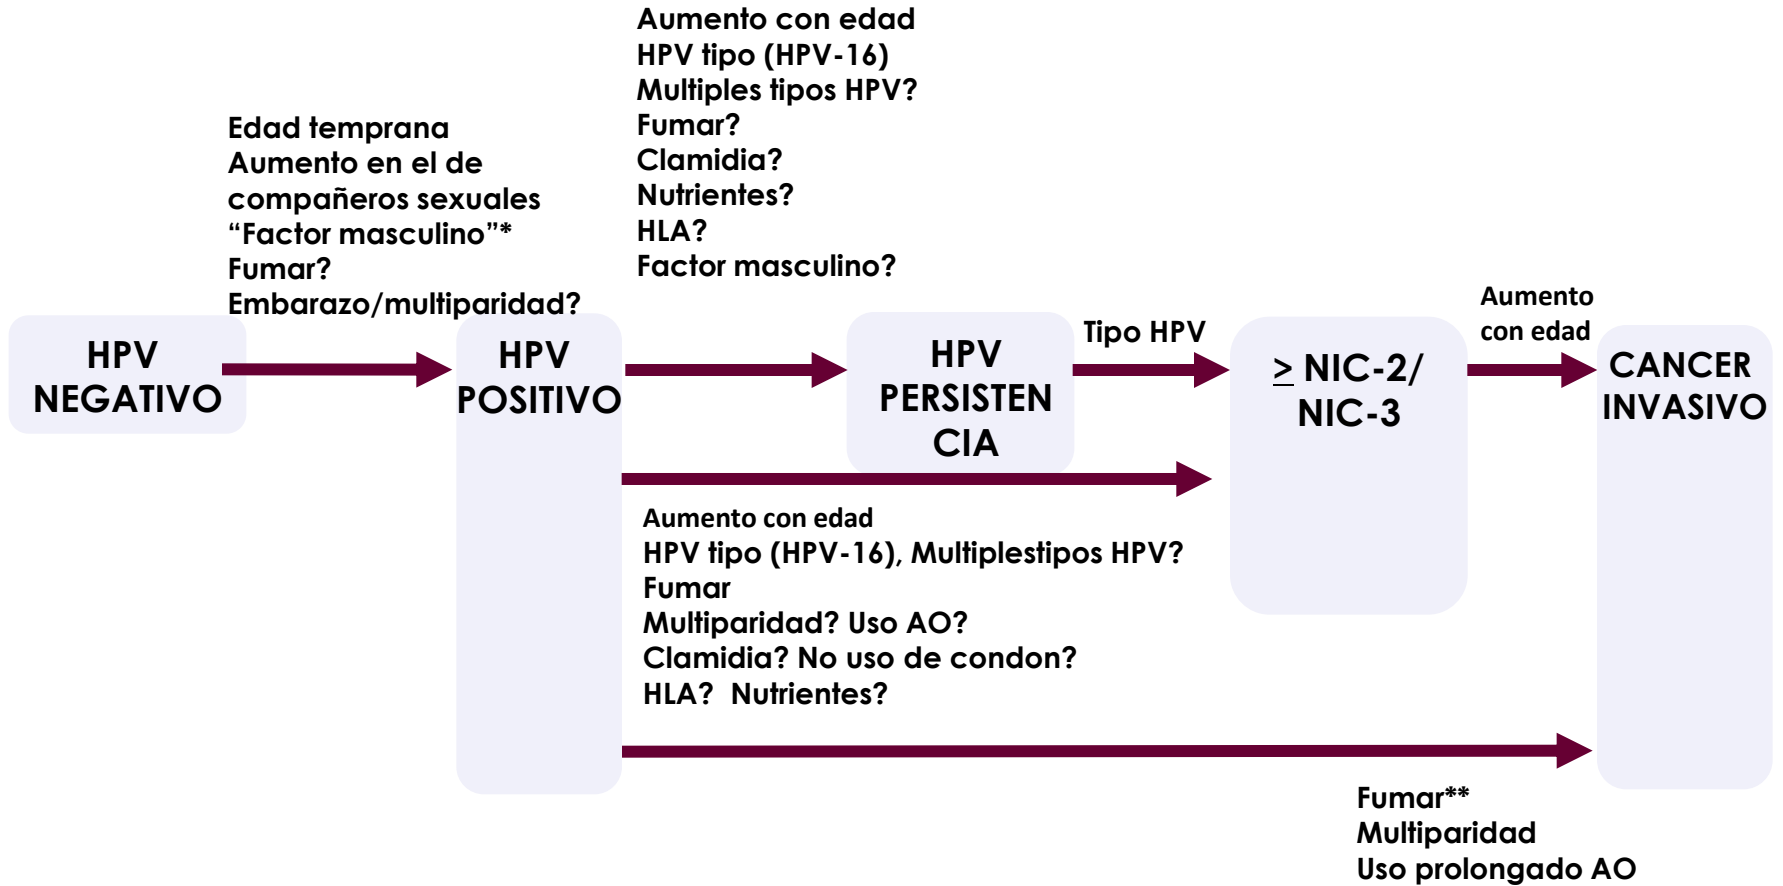 Aumento con edad
HPV tipo (HPV-16)
Multiples tipos HPV?
Fumar?
Clamidia?
Nutrientes?
HLA?
Factor masculino?
Edad temprana
Aumento en el de
compañeros sexuales
“Factor masculino”*
Fumar?
Embarazo/multiparidad?
HPV
NEGATIVO
HPV
POSITIVO
HPV
PERSISTEN
CIA
Tipo HPV
≥ NIC-2/
NIC-3
Aumento
con edad
CANCER
INVASIVO
Aumento con edad
HPV tipo (HPV-16), Multiplestipos HPV?
Fumar
Multiparidad? Uso AO?
Clamidia? No uso de condon?
HLA?  Nutrientes?
Fumar**
Multiparidad
Uso prolongado AO